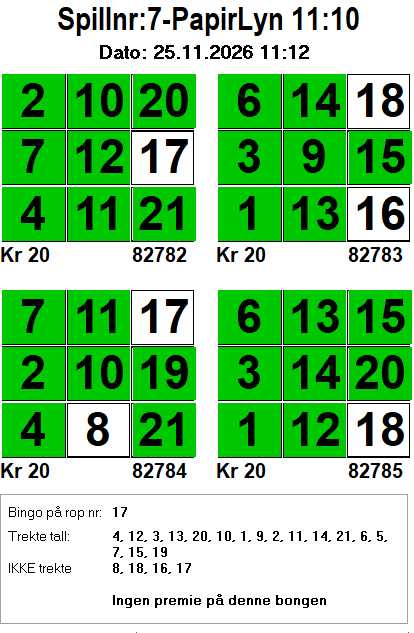 Spillnr:7-PapirLyn 11:10
Dato: 25.11.2026 11:12
2 10 20 6 14 18
7 12 17 3 9 15
4 11 21 1 13 16
Kr 20 82782 Kr 20 82783
7 11 17 6 13 15
2 10 19 3 14 20
4 8 21 1 12 18
Kr 20 82784 Kr 20 82785
Bingo på rop nr: 17
Trekte tall: 4, 12, 3, 13, 20, 10, 1, 9, 2, 11, 14, 21, 6, 5,
7, 15, 19
IKKE trekte 8, 18, 16, 17
Ingen premie på denne bongen